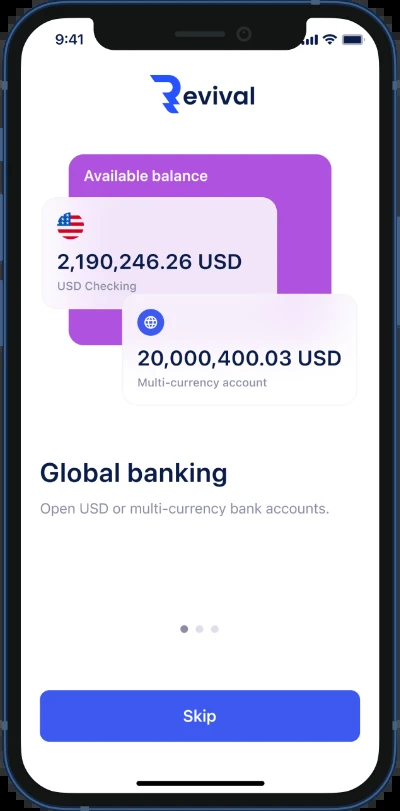 9:41
Revival
Available balance
2,190,246.26 USD
USD Checking
20,000,400.03 USD
Multi-currency account
Global banking
Open USD or multi-currency bank accounts.
Skip